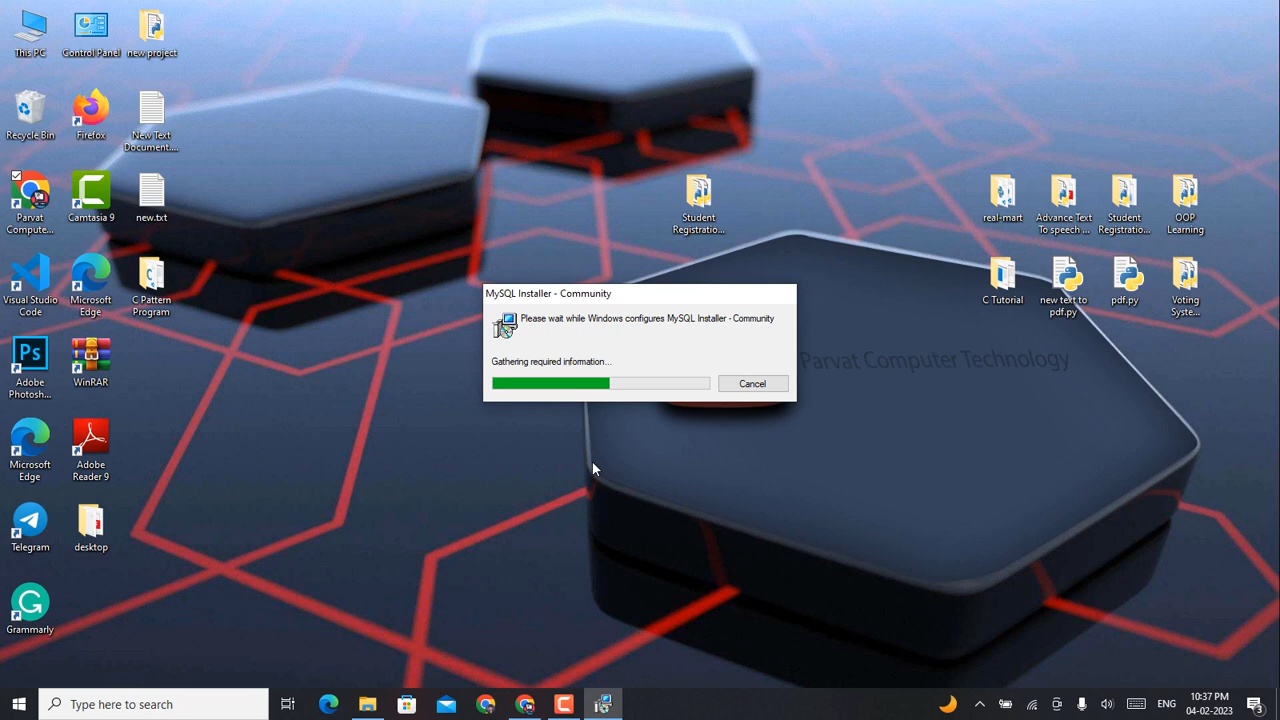 This PC
Control Panel
new project
Recycle Bin
Firefox
New Text
Document....
Parvat
Compute...
Camtasia 9
new.txt
Visual Studio
Code
Microsoft
Edge
C Pattern
Program
Ps
Adobe
Photosh...
WinRAR
Microsoft
Edge
Adobe
Reader 9
Telegram
desktop
Grammarly
Student
Registratio...
real-mart
Advance Text
To speech ...
Student
Registratio...
OOP
Learning
C Tutorial
new text to
pdf.py
pdf.py
Voting
Syste...
MySQL Installer - Community
Please wait while Windows configures MySQL Installer - Community
Gathering required information...
Cancel
Parvat Computer Technology
Type here to search
ENG
10:37 PM
04-02-2023
3